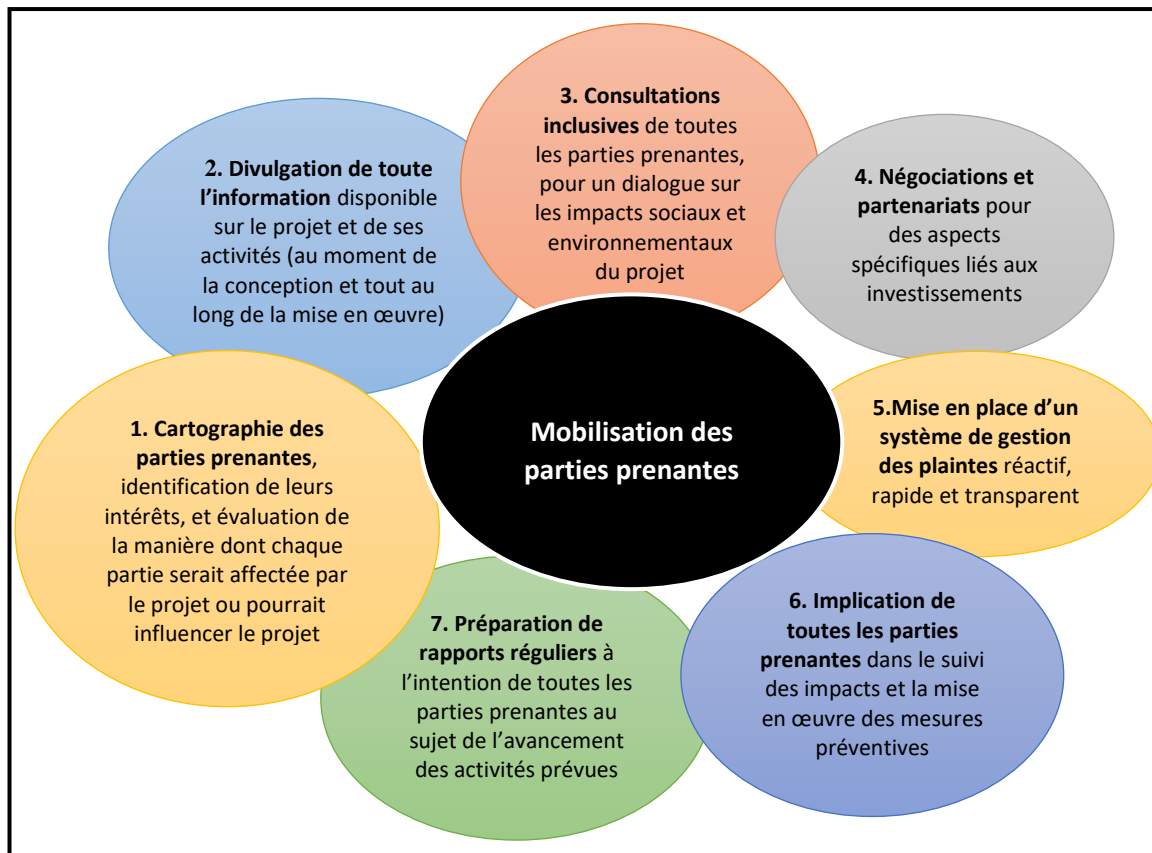 1. Cartographie des
parties prenantes,
identification de leurs
intérêts, et évaluation de
la manière dont chaque
partie serait affectée par
le projet ou pourrait
influencer le projet
2. Divulgation de toute
l’information disponible
sur le projet et de ses
activités (au moment de
la conception et tout au
long de la mise en œuvre)
3. Consultations
inclusives de toutes
les parties prenantes,
pour un dialogue sur
les impacts sociaux et
environnementaux
du projet
4. Négociations et
partenariats pour
des aspects
spécifiques liés aux
investissements
5.Mise en place d’un
système de gestion
des plaintes réactif,
rapide et transparent
6. Implication de
toutes les parties
prenantes dans le suivi
des impacts et la mise
en œuvre des mesures
préventives
7. Préparation de
rapports réguliers à
l’intention de toutes les
parties prenantes au
sujet de l’avancement
des activités prévues
Mobilisation des
parties prenantes